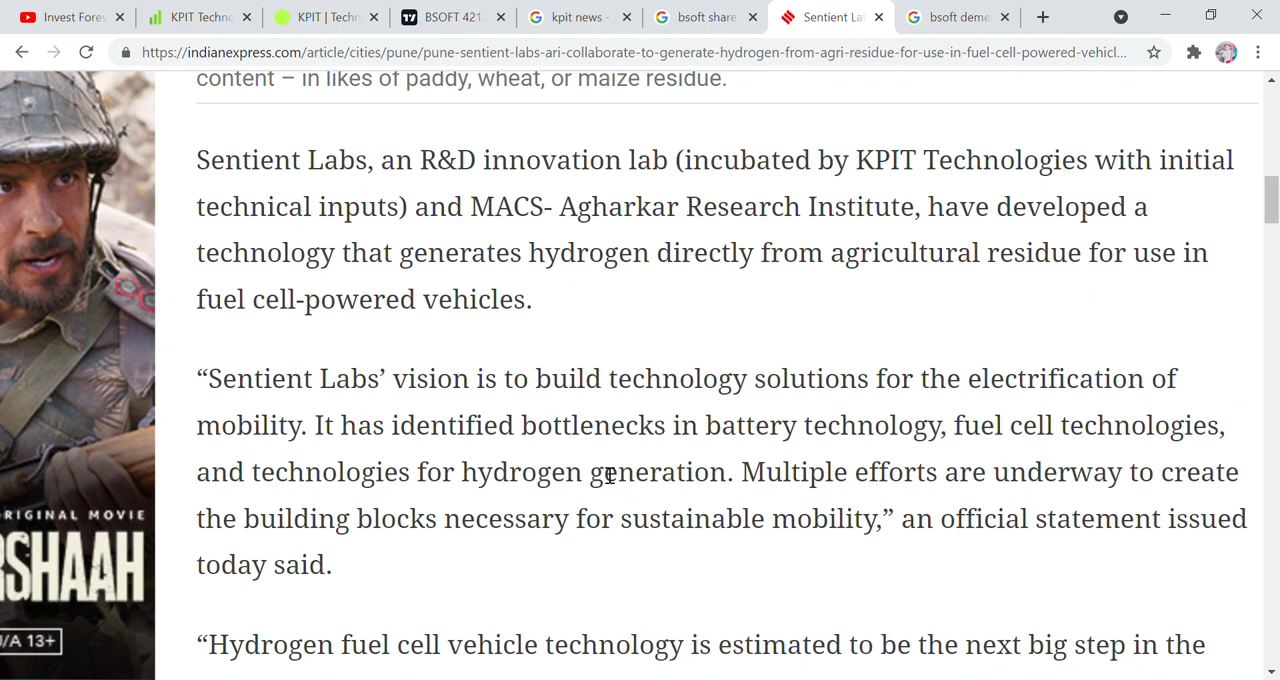 Invest Forev
KPIT Techno
KPIT | Techn
BSOFT 421.
kpit news -
bsoft share
Sentient La
bsoft deme
https://indianexpress.com/article/cities/pune/pune-sentient-labs-ari-collaborate-to-generate-hydrogen-from-agri-residue-for-use-in-fuel-cell-powered-vehicl...
content – in likes of paddy, wheat, or maize residue.
Sentient Labs, an R&D innovation lab (incubated by KPIT Technologies with initial
technical inputs) and MACS- Agharkar Research Institute, have developed a
technology that generates hydrogen directly from agricultural residue for use in
fuel cell-powered vehicles.
“Sentient Labs’ vision is to build technology solutions for the electrification of
mobility. It has identified bottlenecks in battery technology, fuel cell technologies,
and technologies for hydrogen generation. Multiple efforts are underway to create
the building blocks necessary for sustainable mobility,” an official statement issued
today said.
“Hydrogen fuel cell vehicle technology is estimated to be the next big step in the
RIGINAL MOVIE
RSHAAH
/A 13+